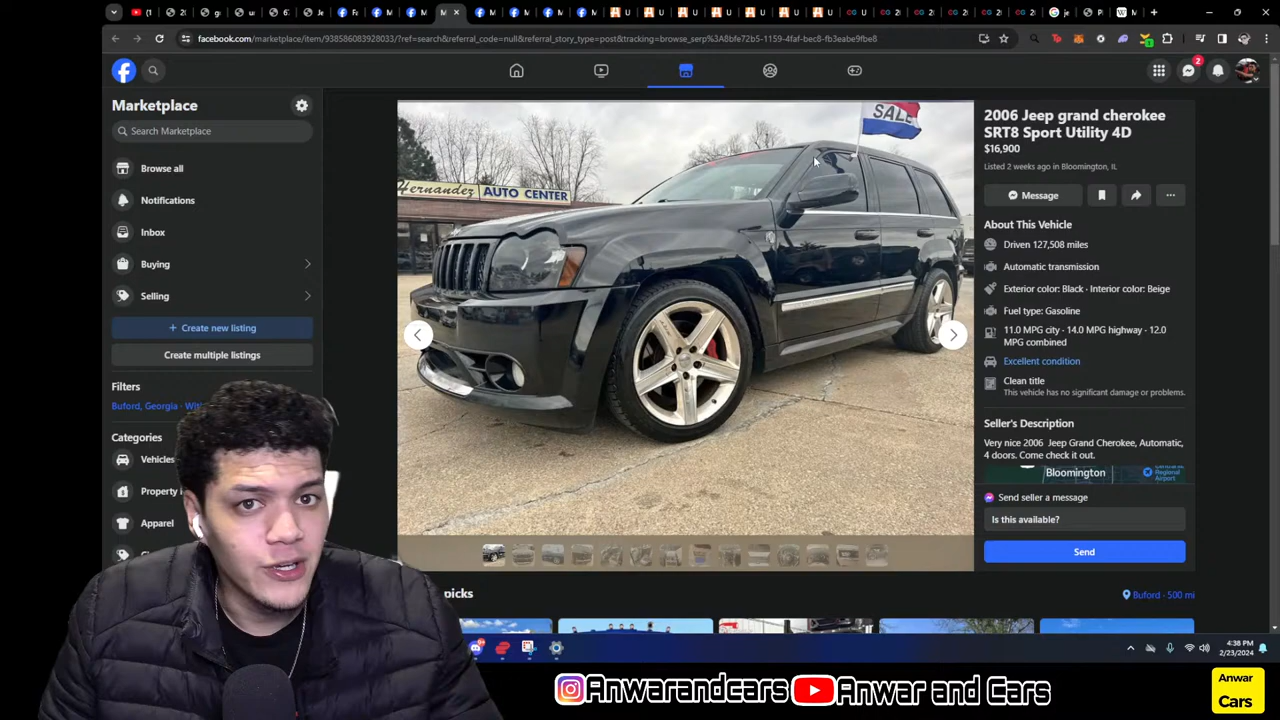 facebook.com/marketplace/item/938586083928033/?ref=search&referral_code=null&referral_story_type=post&tracking=browse_serp%3A8bfe72b5-1159-4faf-bec8-fb3eabe9fbe8
2
Marketplace
Search Marketplace
Browse all
Notifications
Inbox
Buying
Selling
+ Create new listing
Create multiple listings
Filters
Buford, Georgia
Categories
Vehicles
Property
Apparel
SALE
Hernandez AUTO CENTER
2006 Jeep grand cherokee
SRT8 Sport Utility 4D
$16,900
Listed 2 weeks ago in Bloomington, IL
Message
About This Vehicle
Driven 127,508 miles
Automatic transmission
Exterior color: Black · Interior color: Beige
Fuel type: Gasoline
11.0 MPG city · 14.0 MPG highway · 12.0
MPG combined
Excellent condition
Clean title
This vehicle has no significant damage or problems.
Seller's Description
Very nice 2006 Jeep Grand Cherokee, Automatic,
4 doors. Come check it out.
Bloomington
Regional
Airport
Send seller a message
Is this available?
Send
picks
Buford · 500 mi
4:38 PM
2/23/2024
@Anwarandcars
Anwar and Cars
Anwar
Cars